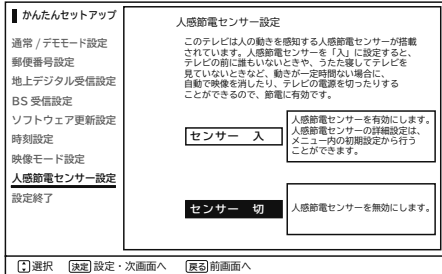 かんたんセットアップ
通常 / デモモード設定
郵便番号設定
地上デジタル受信設定
BS 受信設定
ソフトウェア更新設定
時刻設定
映像モード設定
人感節電センサー設定
設定終了
人感節電センサー設定
このテレビは人の動きを感知する人感節電センサーが搭載
されています。人感節電センサーを「入」に設定すると、
テレビの前に誰もいないときや、うたた寝してテレビを
見ていないときなど、動きが一定時間ない場合に、
自動で映像を消したり、テレビの電源を切ったりする
ことができるので、節電に有効です。
センサー 入
人感節電センサーを有効にします。
人感節電センサーの詳細設定は、
メニュー内の初期設定から行う
ことができます。
センサー 切
人感節電センサーを無効にします。
選択 決定 設定・次画面へ 戻る 前画面へ